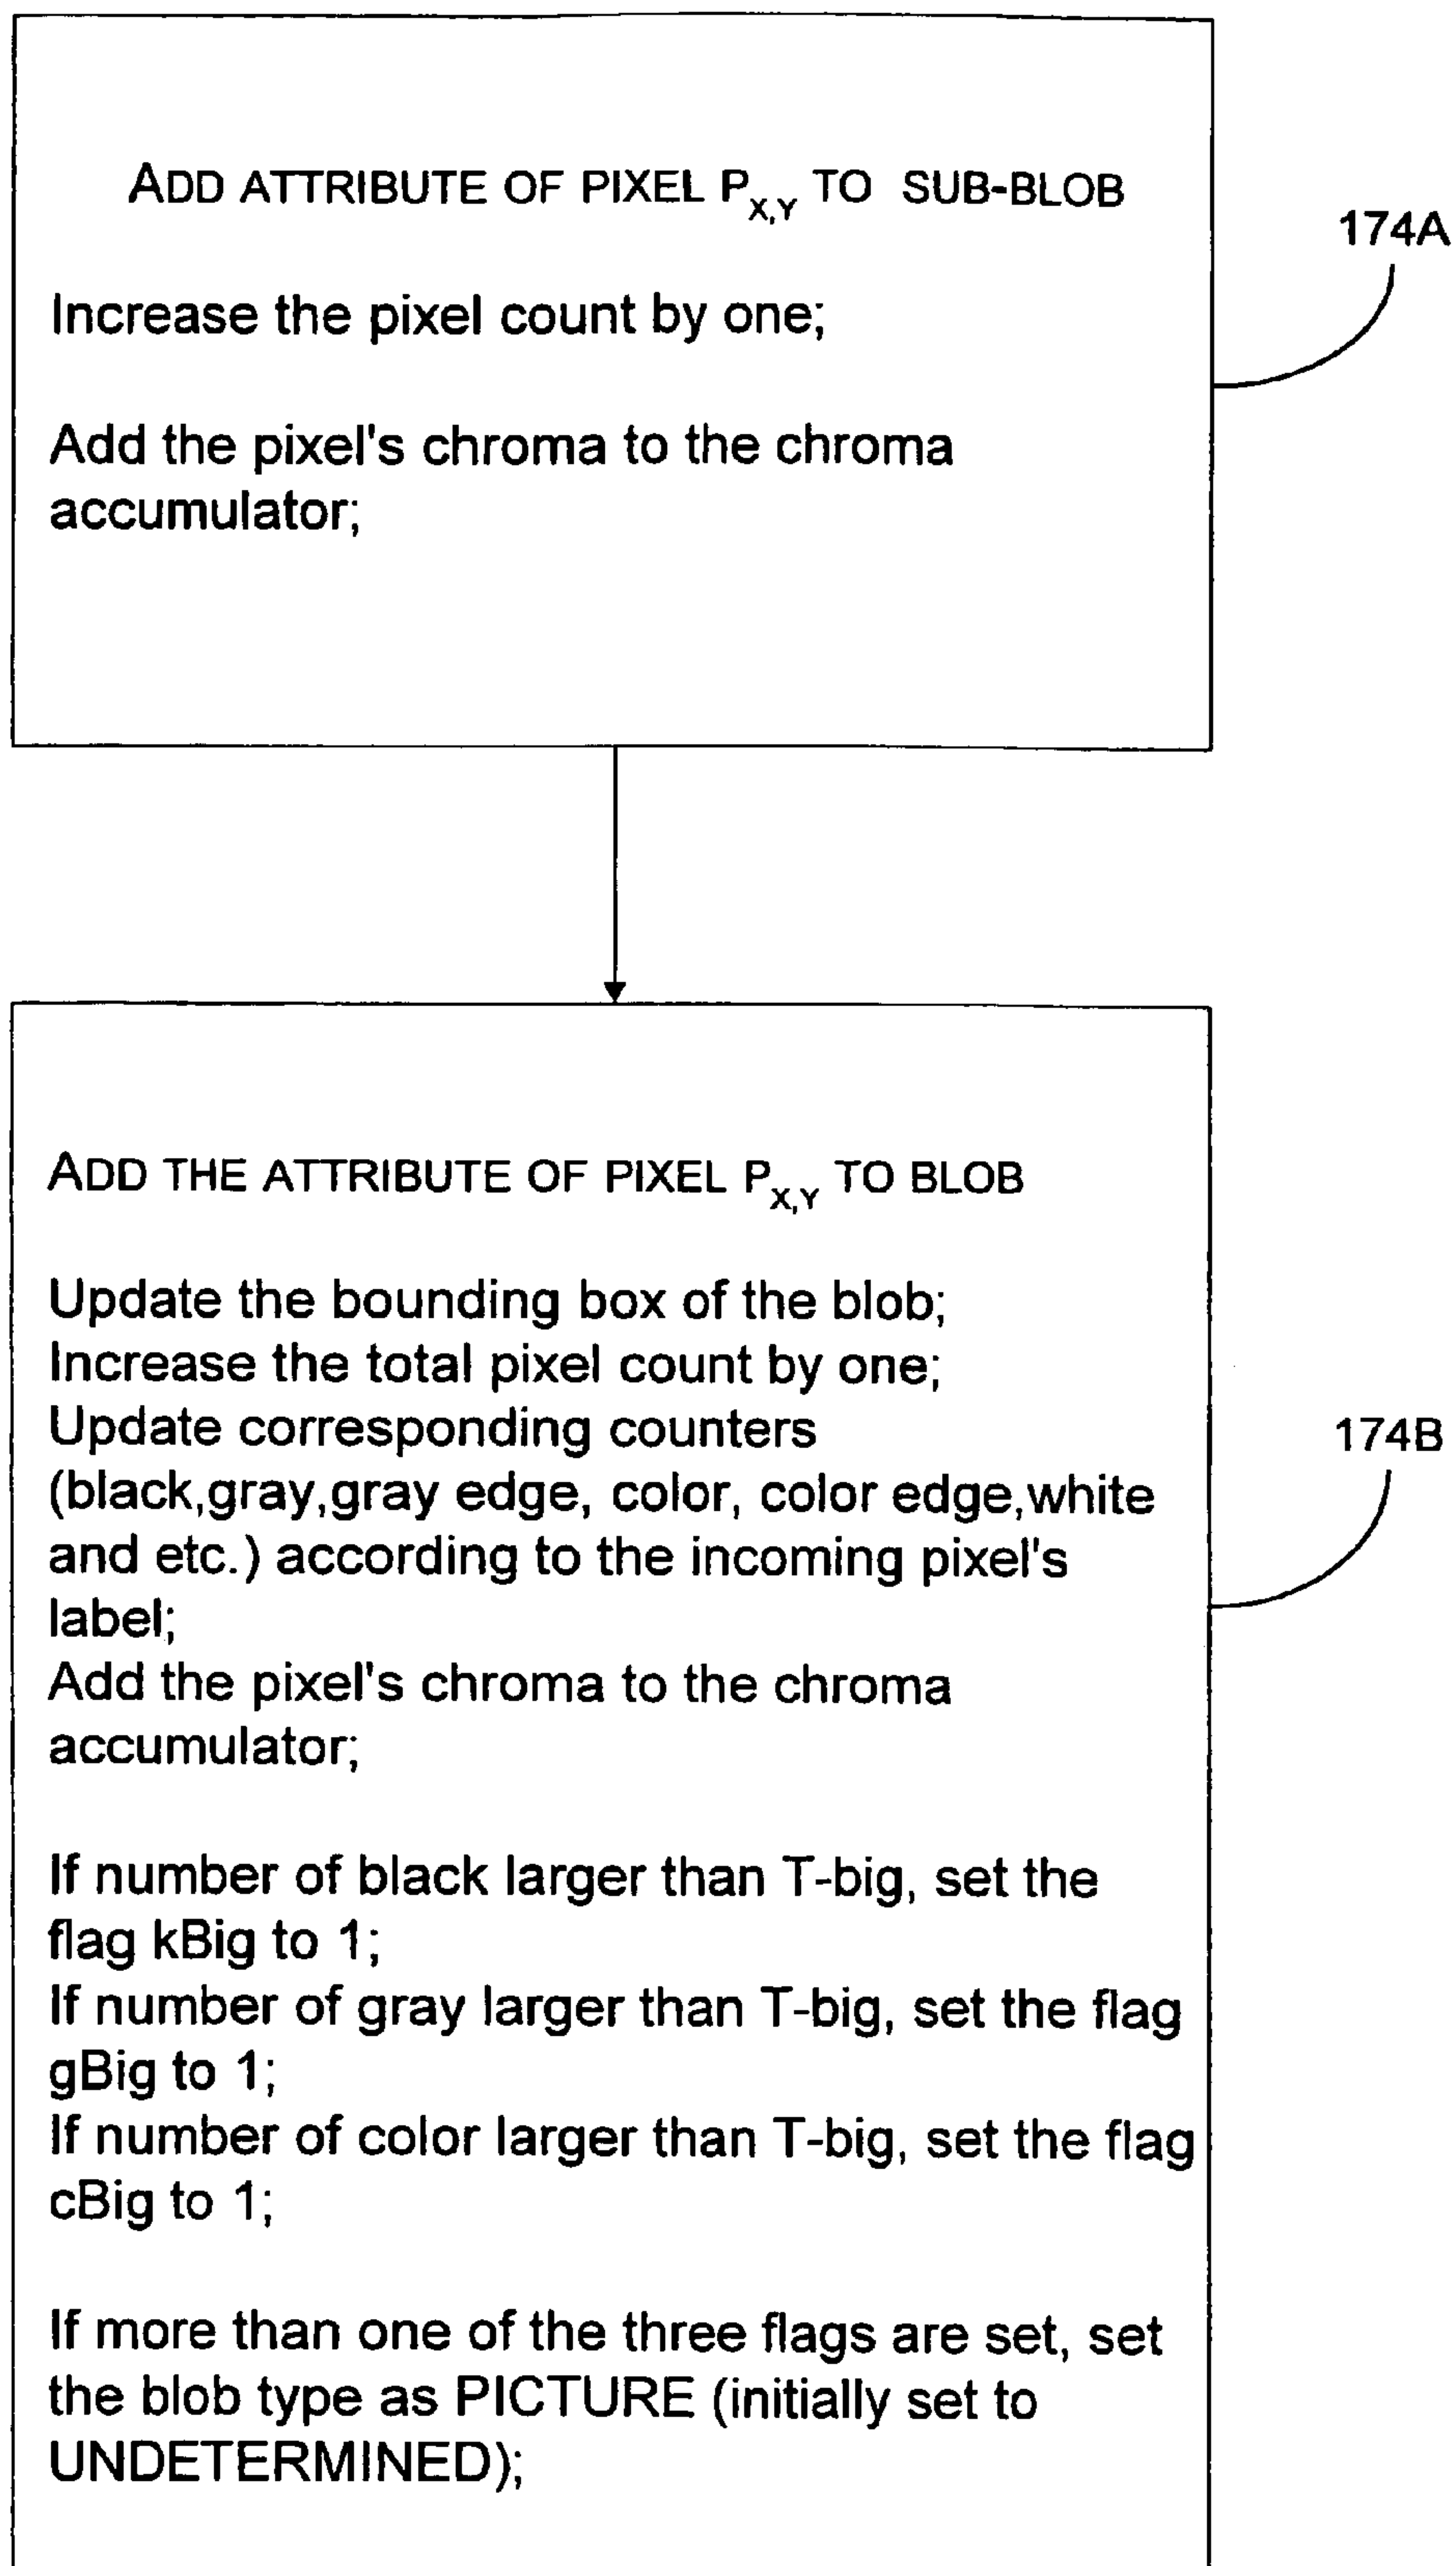 ADD ATTRIBUTE OF PIXEL PX,Y TO SUB-BLOB
174A
Increase the pixel count by one;
Add the pixel's chroma to the chroma
accumulator;
ADD THE ATTRIBUTE OF PIXEL PX,Y TO BLOB
Update the bounding box of the blob;
Increase the total pixel count by one;
Update corresponding counters
174B
(black,gray,gray edge, color, color edge,white
and etc.) according to the incoming pixel's
label;
Add the pixel's chroma to the chroma
accumulator;
If number of black larger than T-big, set the
flag kBig to 1;
If number of gray larger than T-big, set the flag
gBig to 1;
If number of color larger than T-big, set the flag
cBig to 1;
If more than one of the three flags are set, set
the blob type as PICTURE (initially set to
UNDETERMINED);